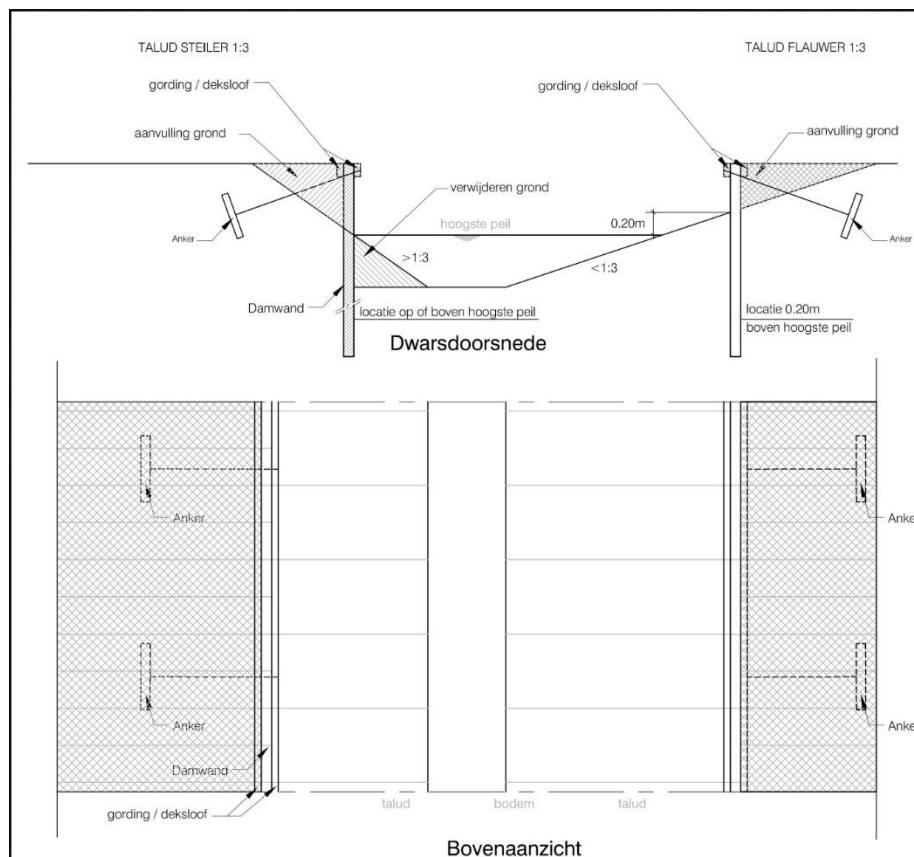 TALUD STEILER 1:3
TALUD FLAUWER 1:3
gording / deksloof
gording / deksloof
aanvulling grond
aanvulling grond
verwijderen grond
hoogste peil
0.20m
Anker
Anker
>1:3
<1:3
Damwand
locatie op of boven hoogste peil
locatie 0.20m
boven hoogste peil
Dwarsdoorsnede
Anker
Anker
Anker
Anker
Damwand
gording / deksloof
talud
bodem
talud
Bovenaanzicht